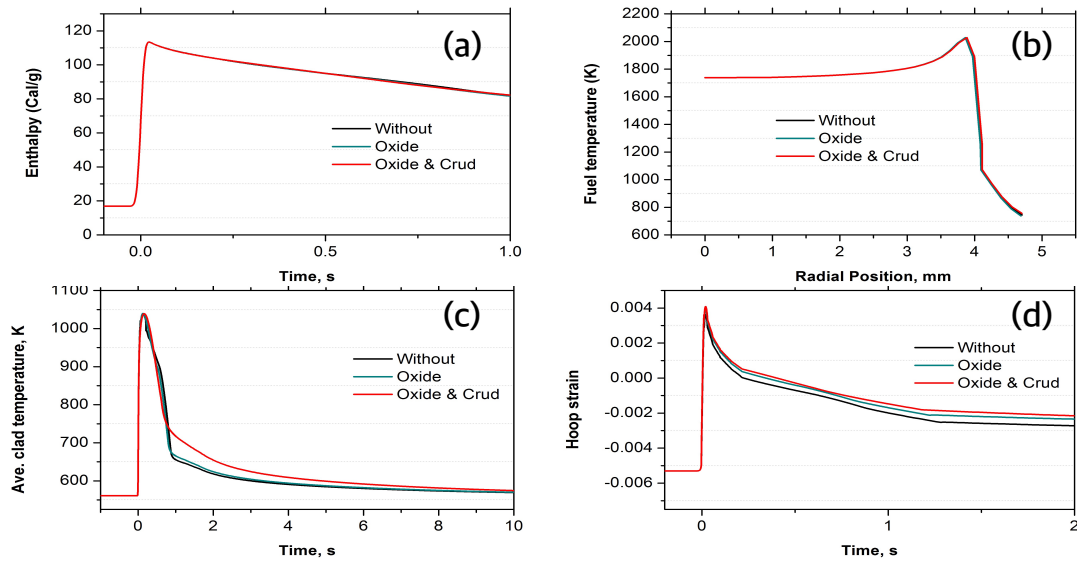 (a)
Enthalpy (Cal/g)
120
100
80
60
40
20
0
Without
Oxide
Oxide & Crud
0.0
0.5
1.0
Time, s
(b)
Fuel temperature (K)
2200
2000
1800
1600
1400
1200
1000
800
600
Without
Oxide
Oxide & Crud
0
1
2
3
4
5
Radial Position, mm
(c)
Ave. clad temperature, K
1100
1000
900
800
700
600
Without
Oxide
Oxide & Crud
0
2
4
6
8
10
Time, s
(d)
Hoop strain
0.004
0.002
0.000
-0.002
-0.004
-0.006
Without
Oxide
Oxide & Crud
0
1
2
Time, s